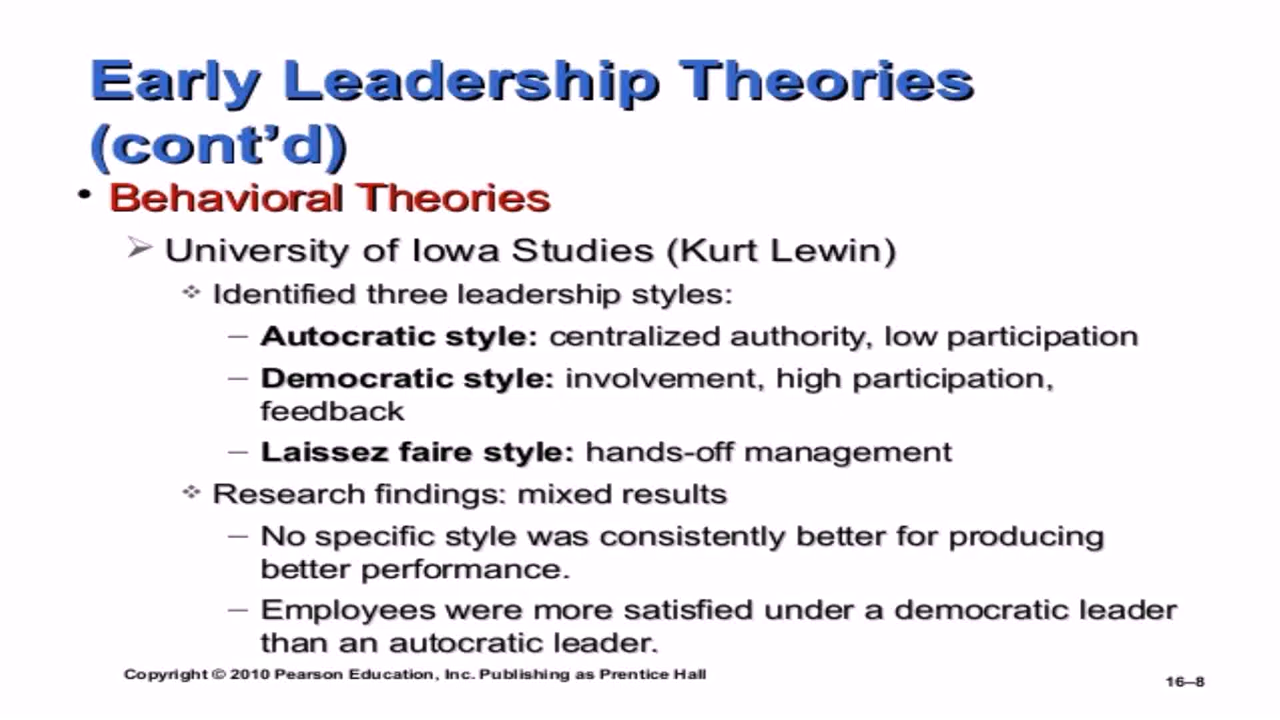 Early Leadership Theories
(cont’d)
• Behavioral Theories
➢ University of Iowa Studies (Kurt Lewin)
❖ Identified three leadership styles:
– Autocratic style: centralized authority, low participation
– Democratic style: involvement, high participation,
feedback
– Laissez faire style: hands-off management
❖ Research findings: mixed results
– No specific style was consistently better for producing
better performance.
– Employees were more satisfied under a democratic leader
than an autocratic leader.
Copyright © 2010 Pearson Education, Inc. Publishing as Prentice Hall
16–8